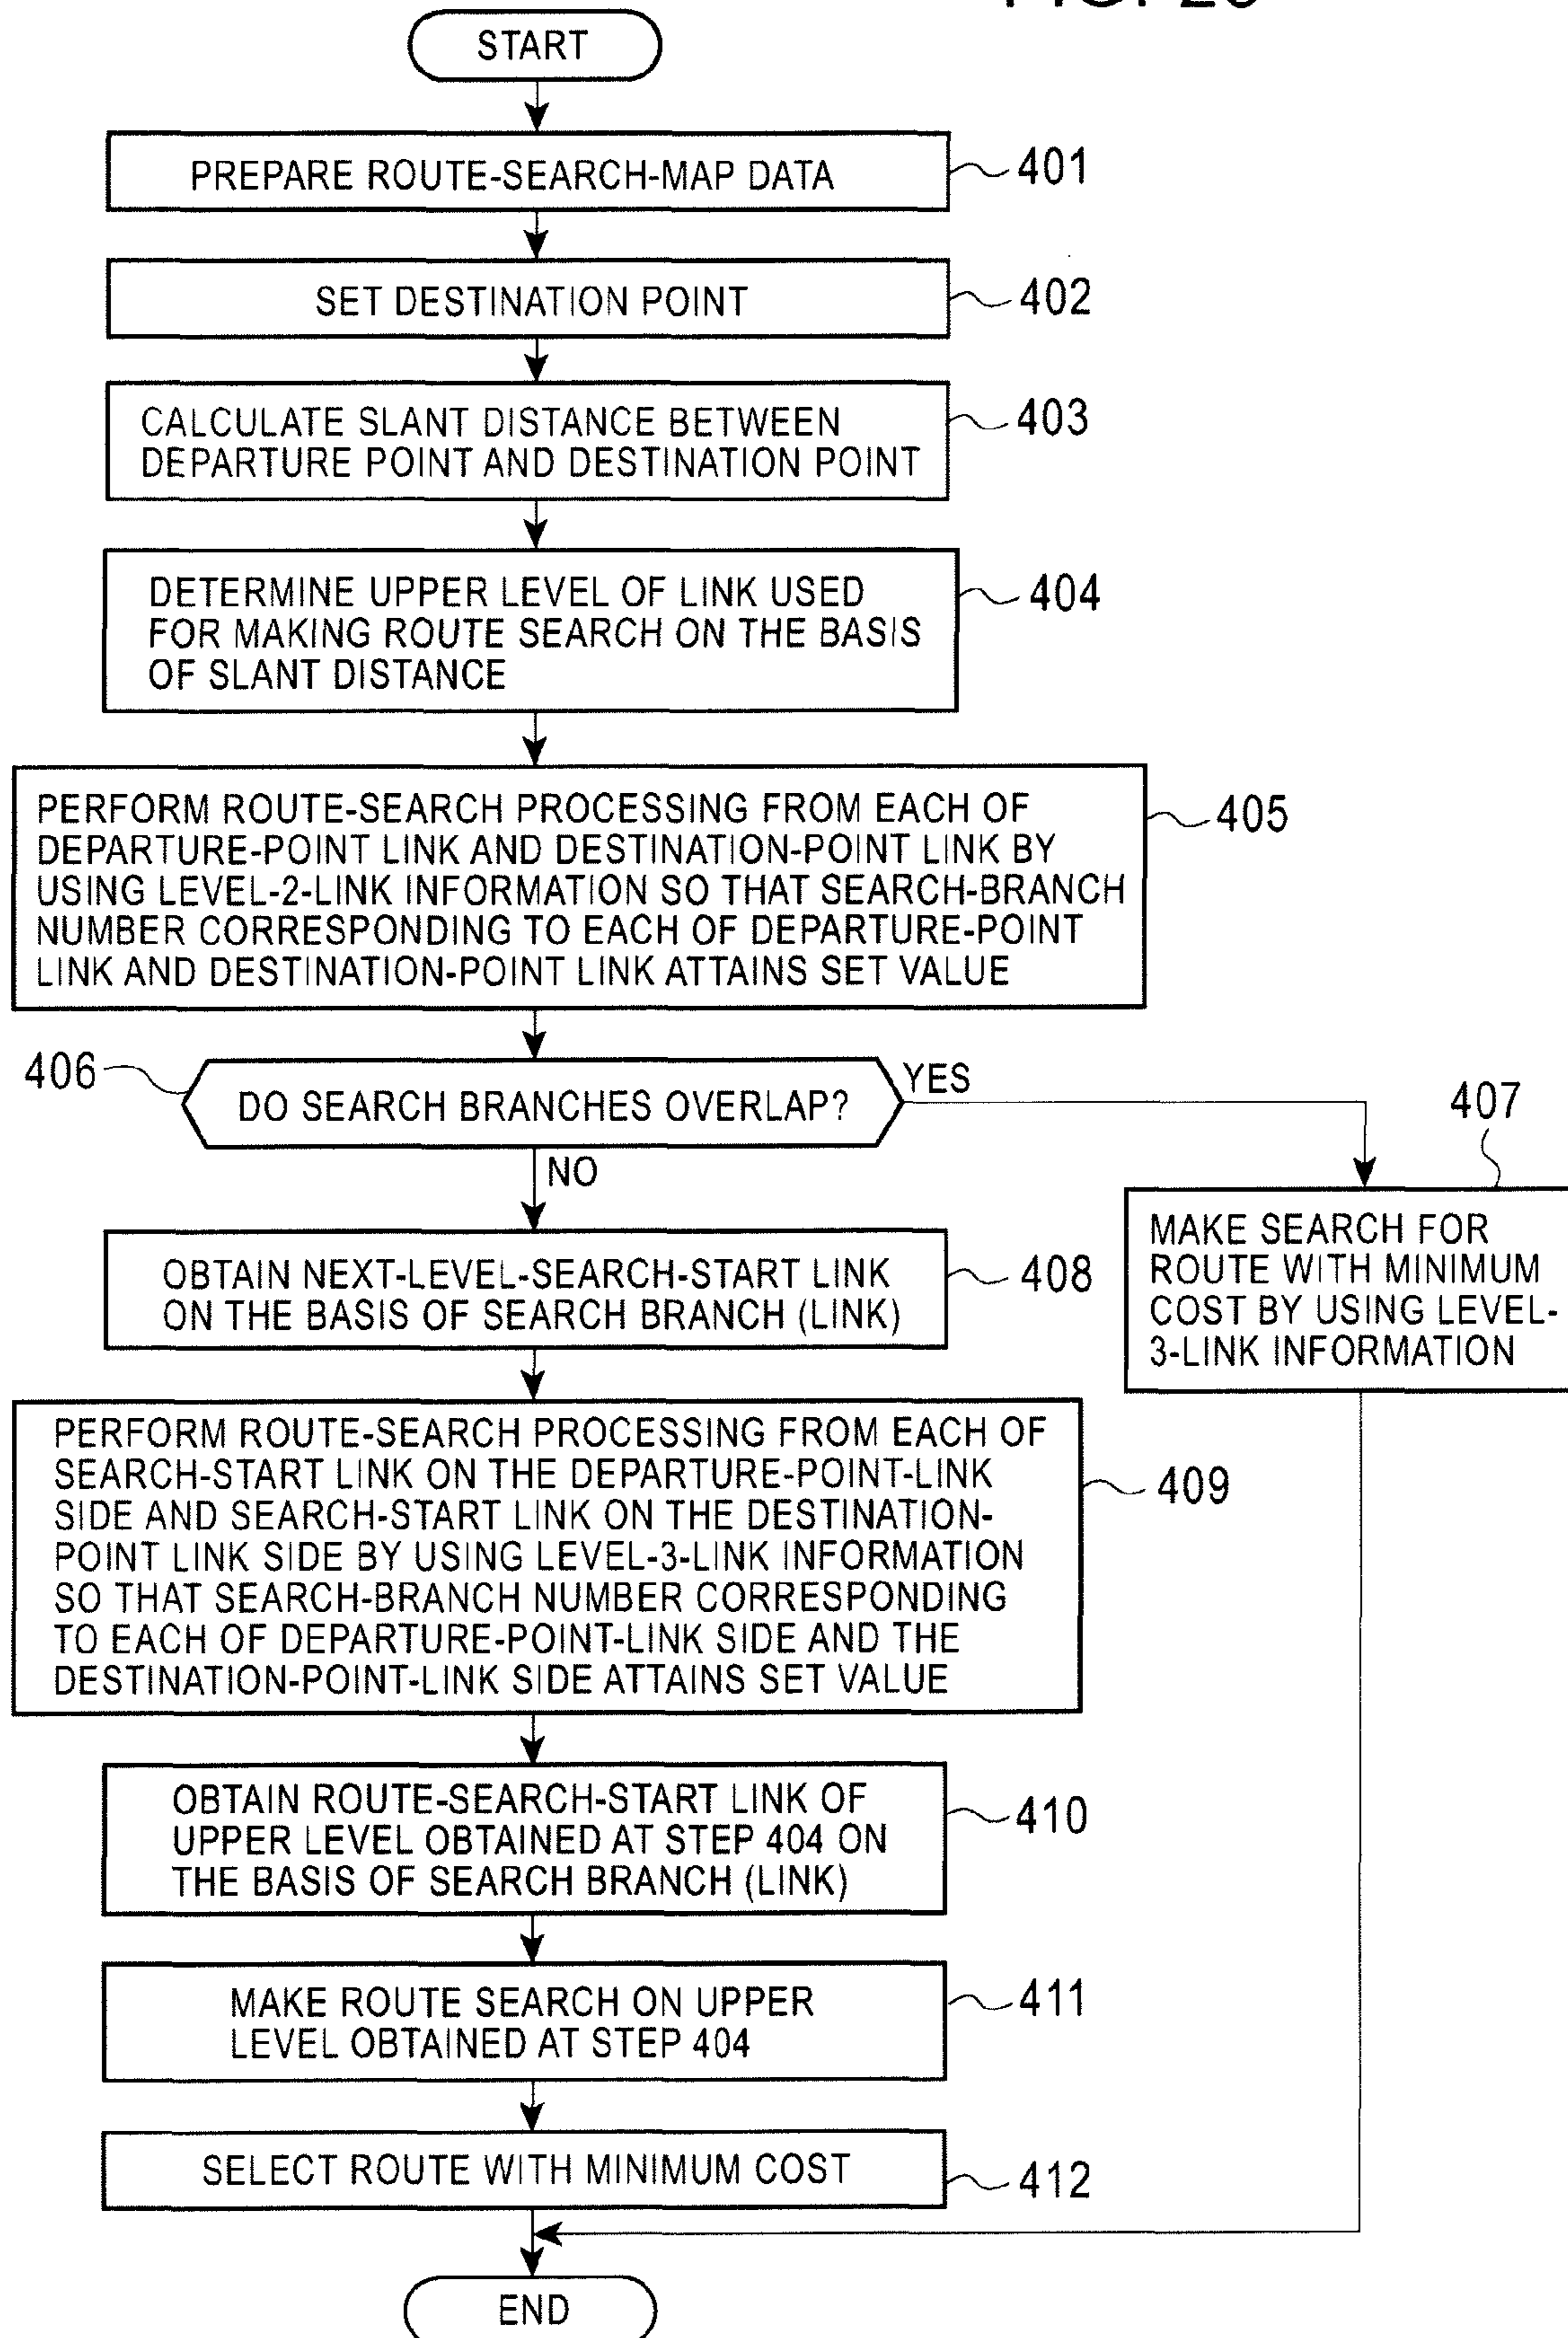 START
PREPARE ROUTE-SEARCH-MAP DATA
401
SET DESTINATION POINT
402
CALCULATE SLANT DISTANCE BETWEEN
DEPARTURE POINT AND DESTINATION POINT
403
DETERMINE UPPER LEVEL OF LINK USED
FOR MAKING ROUTE SEARCH ON THE BASIS
OF SLANT DISTANCE
404
PERFORM ROUTE-SEARCH PROCESSING FROM EACH OF
DEPARTURE-POINT LINK AND DESTINATION-POINT LINK BY
USING LEVEL-2-LINK INFORMATION SO THAT SEARCH-BRANCH
NUMBER CORRESPONDING TO EACH OF DEPARTURE-POINT
LINK AND DESTINATION-POINT LINK ATTAINS SET VALUE
405
406
DO SEARCH BRANCHES OVERLAP?
YES
NO
407
MAKE SEARCH FOR
ROUTE WITH MINIMUM
COST BY USING LEVEL-
3-LINK INFORMATION
OBTAIN NEXT-LEVEL-SEARCH-START LINK
ON THE BASIS OF SEARCH BRANCH (LINK)
408
PERFORM ROUTE-SEARCH PROCESSING FROM EACH OF
SEARCH-START LINK ON THE DEPARTURE-POINT-LINK
SIDE AND SEARCH-START LINK ON THE DESTINATION-
POINT LINK SIDE BY USING LEVEL-3-LINK INFORMATION
SO THAT SEARCH-BRANCH NUMBER CORRESPONDING
TO EACH OF DEPARTURE-POINT-LINK SIDE AND THE
DESTINATION-POINT-LINK SIDE ATTAINS SET VALUE
409
OBTAIN ROUTE-SEARCH-START LINK OF
UPPER LEVEL OBTAINED AT STEP 404 ON
THE BASIS OF SEARCH BRANCH (LINK)
410
MAKE ROUTE SEARCH ON UPPER
LEVEL OBTAINED AT STEP 404
411
SELECT ROUTE WITH MINIMUM COST
412
END